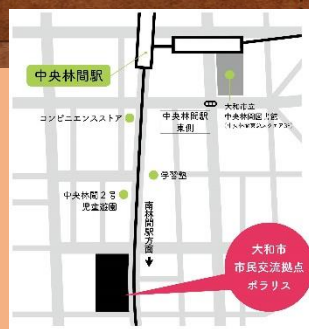 中央林間駅
コンビニエンスストア
中央林間駅
東側
大和市立
中央林間図書館
学習塾
中央林間2号
児童遊園
南林間駅方面
大和市
市民交流拠点
ポラリス